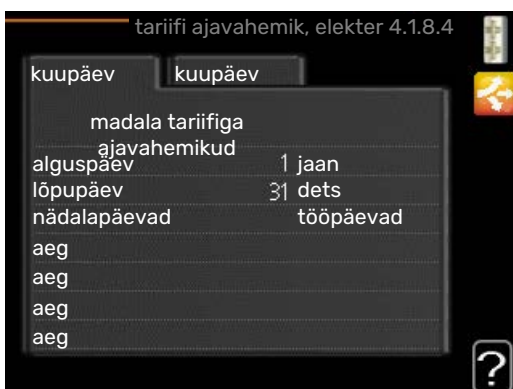 tariifi ajavahemik, elekter 4.1.8.4
kuupäev kuupäev
madala tariifiga
ajavahemikud
alguspäev 1 jaan
lõpupäev 31 dets
nädalapäevad tööpäevad
aeg
aeg
aeg
aeg
?